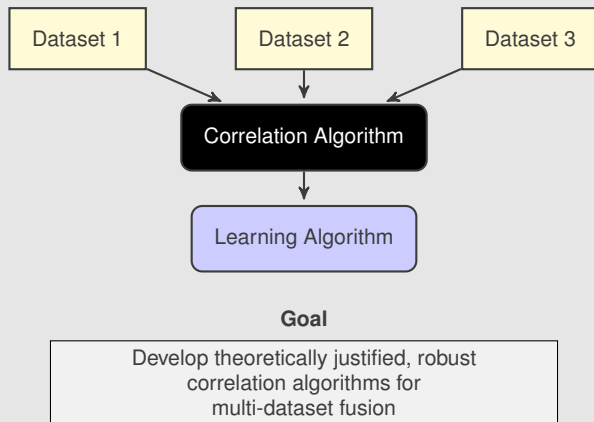 Dataset 1 Dataset 2 Dataset 3
Correlation Algorithm
Learning Algorithm
Goal
Develop theoretically justified, robust
correlation algorithms for
multi-dataset fusion